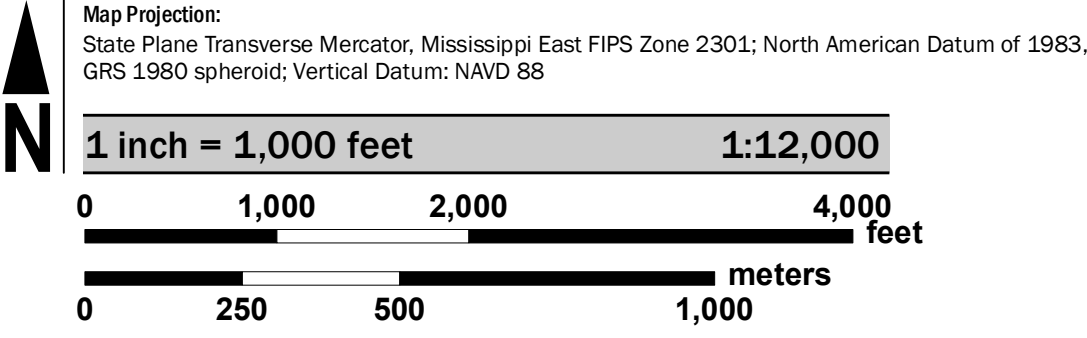 N
Map Projection:
State Plane Transverse Mercator, Mississippi East FIPS Zone 2301; North American Datum of 1983,
GRS 1980 spheroid; Vertical Datum: NAVD 88
1 inch = 1,000 feet 1:12,000
0 1,000 2,000 4,000
feet
meters
0 250 500 1,000